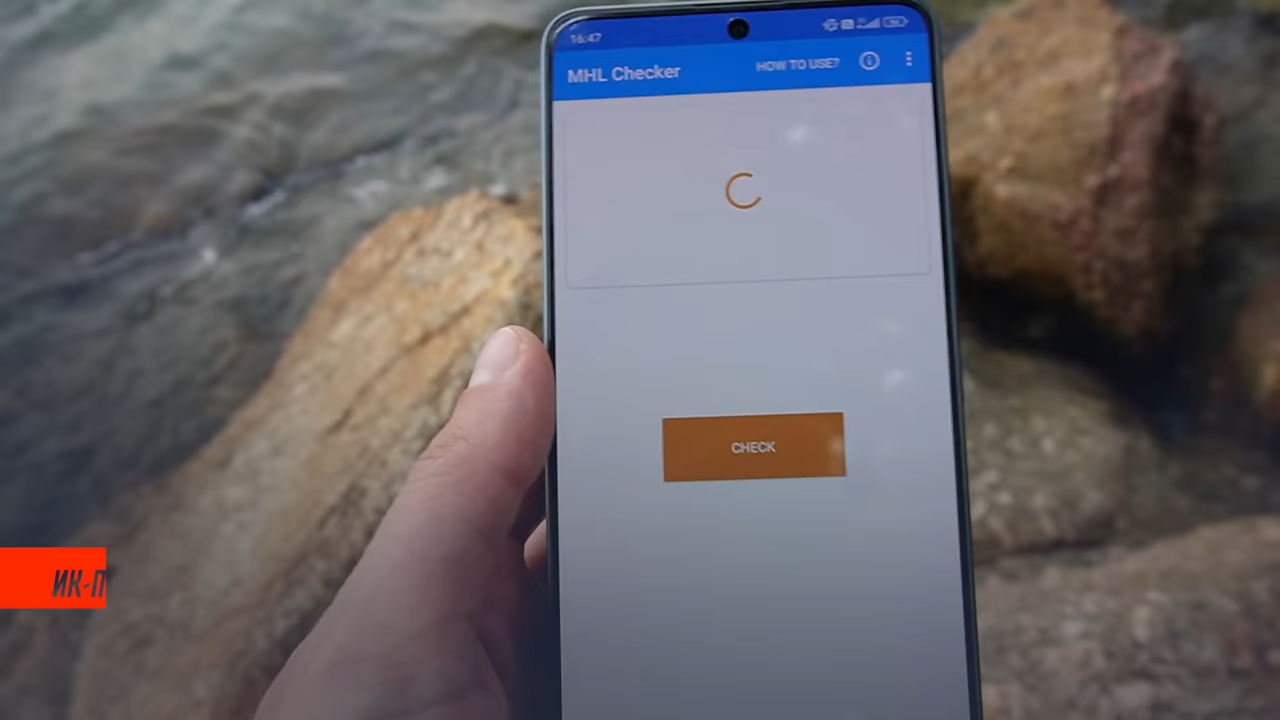 16:47
MHL Checker
HOW TO USE?
CHECK
ИК-П